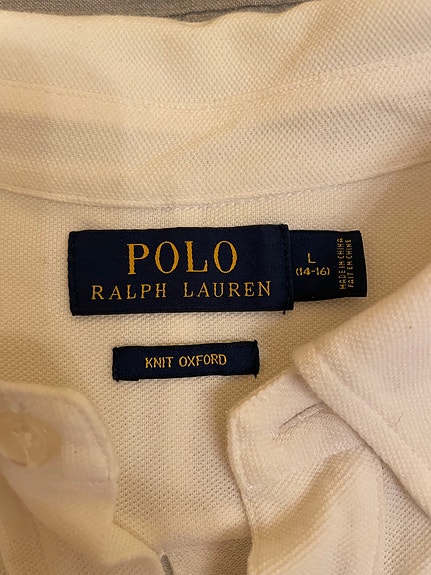 POLO
RALPH LAUREN
L
(14-16)
MADE IN CHINA
FAIT EN CHINE
KNIT OXFORD